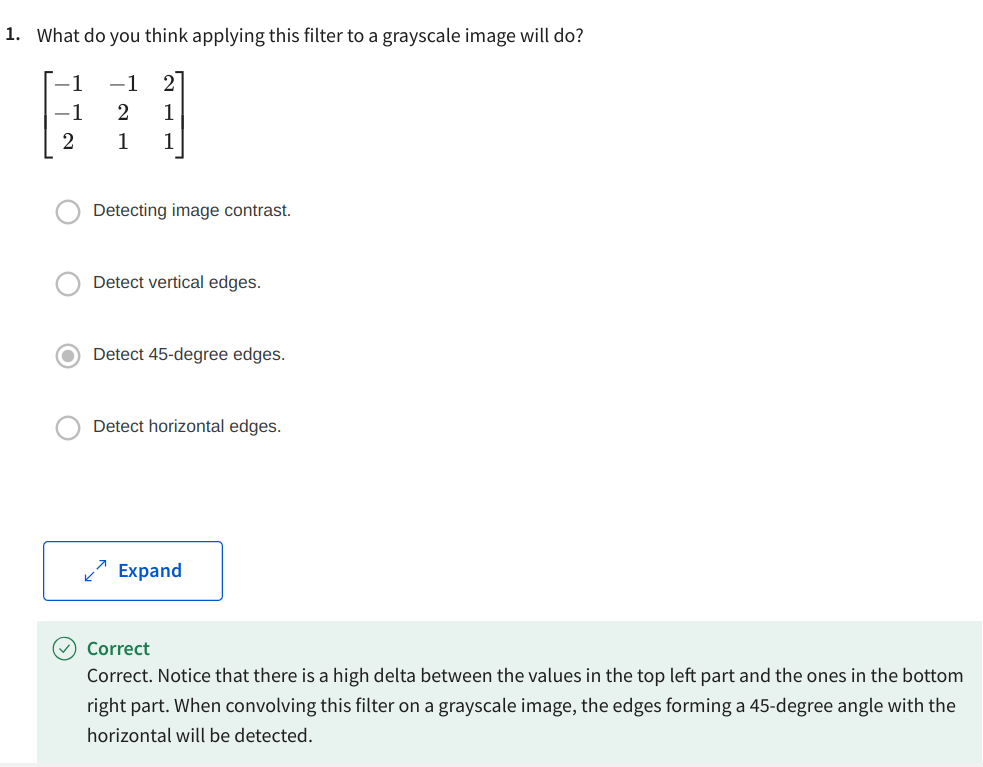 1. What do you think applying this filter to a grayscale image will do?
−1 −1 2
−1 2 1
2 1 1
Detecting image contrast.
Detect vertical edges.
Detect 45-degree edges.
Detect horizontal edges.
Expand
Correct
Correct. Notice that there is a high delta between the values in the top left part and the ones in the bottom
right part. When convolving this filter on a grayscale image, the edges forming a 45-degree angle with the
horizontal will be detected.